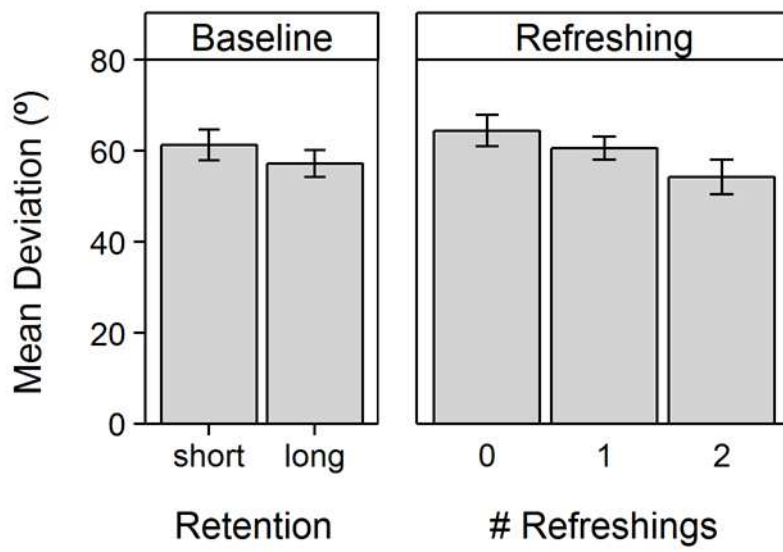 Baseline
Refreshing
Mean Deviation (º)
80
60
40
20
0
short long
0 1 2
Retention
# Refreshings